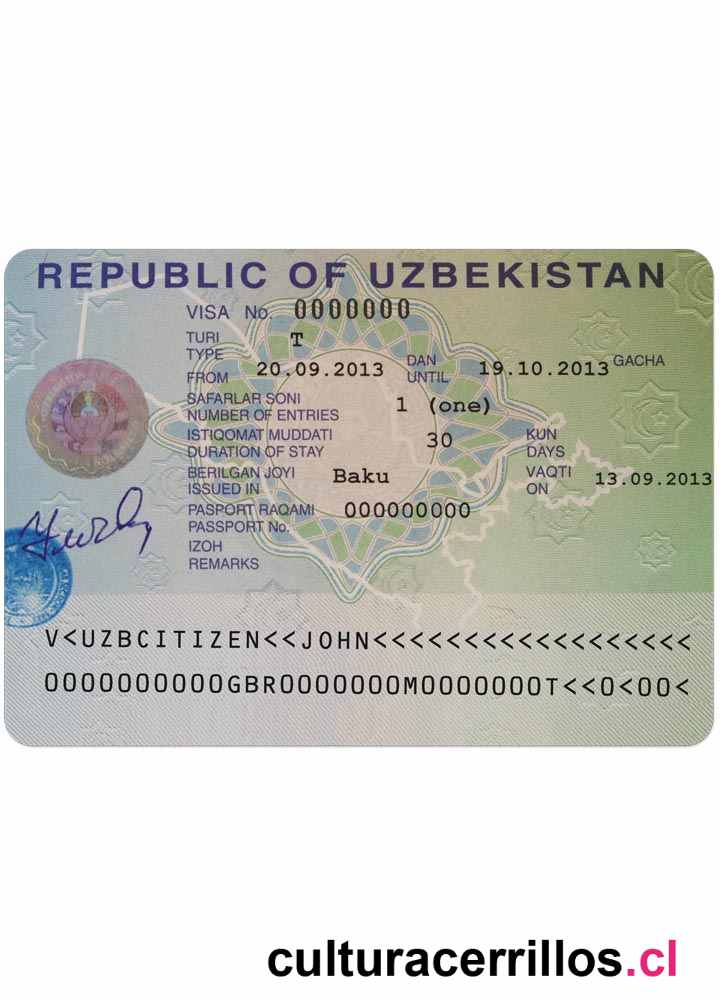 REPUBLIC OF UZBEKISTAN
VISA No. 0000000
TURI
TYPE T
FROM 20.09.2013 DAN UNTIL 19.10.2013 GACHA
SAFARLAR SONI
NUMBER OF ENTRIES 1 (one)
ISTIQOMAT MUDDATI
DURATION OF STAY 30 KUN DAYS
BERILGAN JOYI
ISSUED IN Baku VAQTI ON 13.09.2013
PASPORT RAQAMI
PASSPORT No. 000000000
IZOH
REMARKS
V<UZBCITIZEN<<JOHN<<<<<<<<<<<<<<<<<<
0000000000GBR0000000M0000000T<<0<00<
culturacerrillos.cl